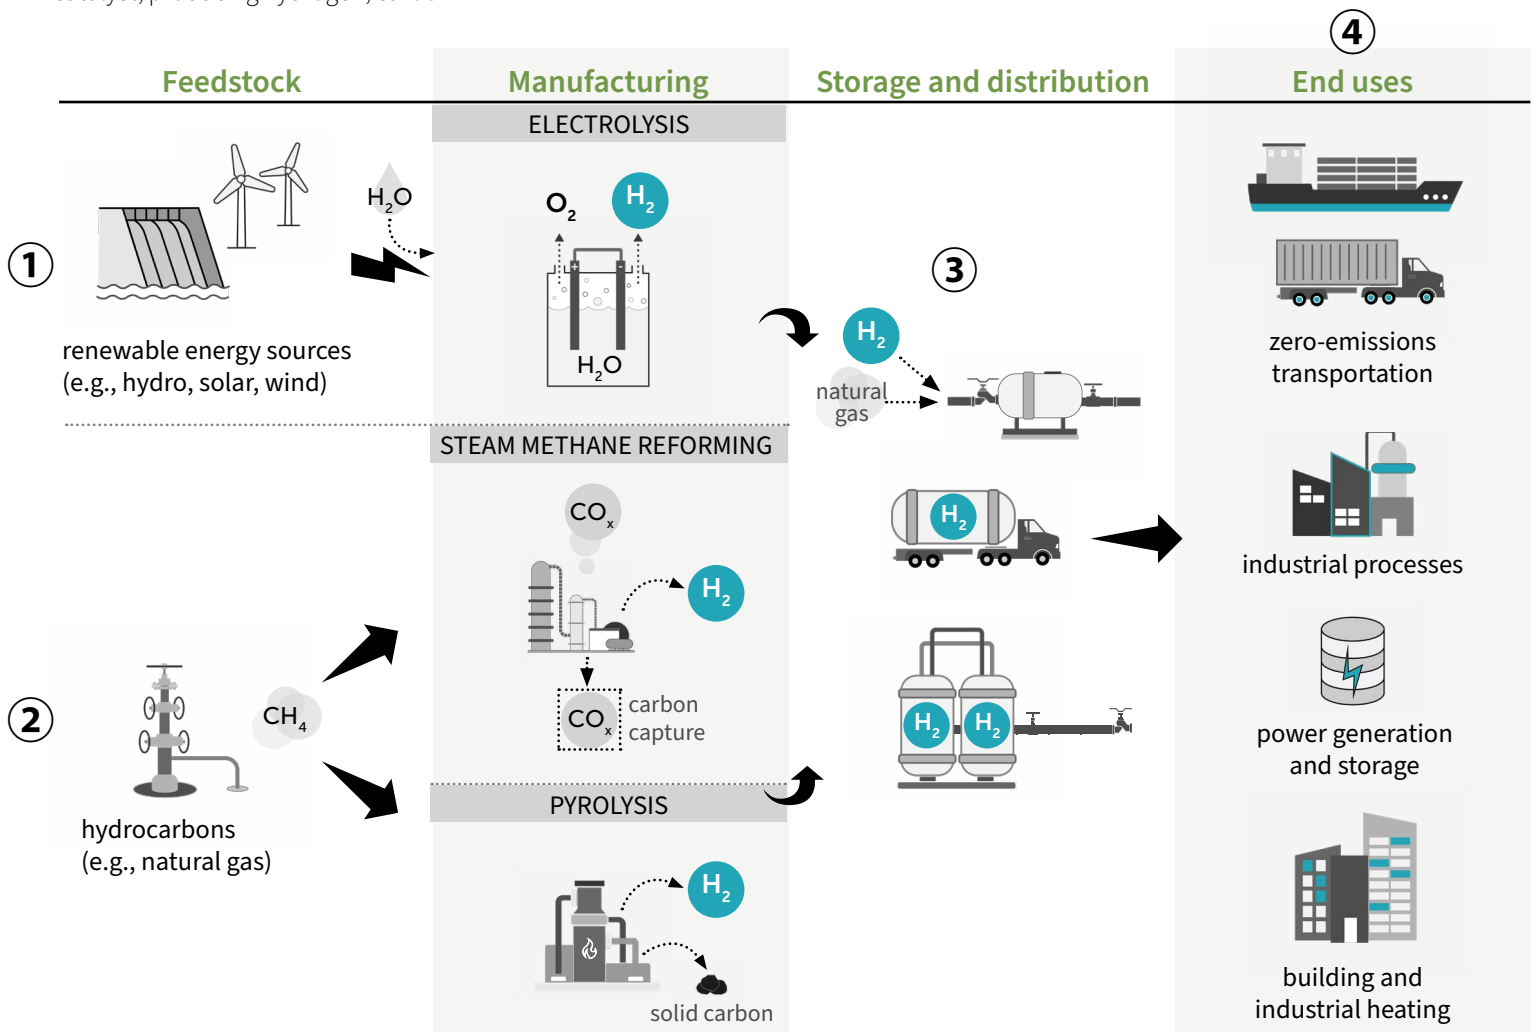 ④
Feedstock
Manufacturing
Storage and distribution
End uses
ELECTROLYSIS
H₂O
O₂
H₂
①
+
-
H₂O
renewable energy sources
(e.g., hydro, solar, wind)
STEAM METHANE REFORMING
COₓ
H₂
COₓ
carbon
capture
②
CH₄
hydrocarbons
(e.g., natural gas)
PYROLYSIS
H₂
solid carbon
③
H₂
natural
gas
H₂
H₂
H₂
zero-emissions
transportation
industrial processes
power generation
and storage
building and
industrial heating